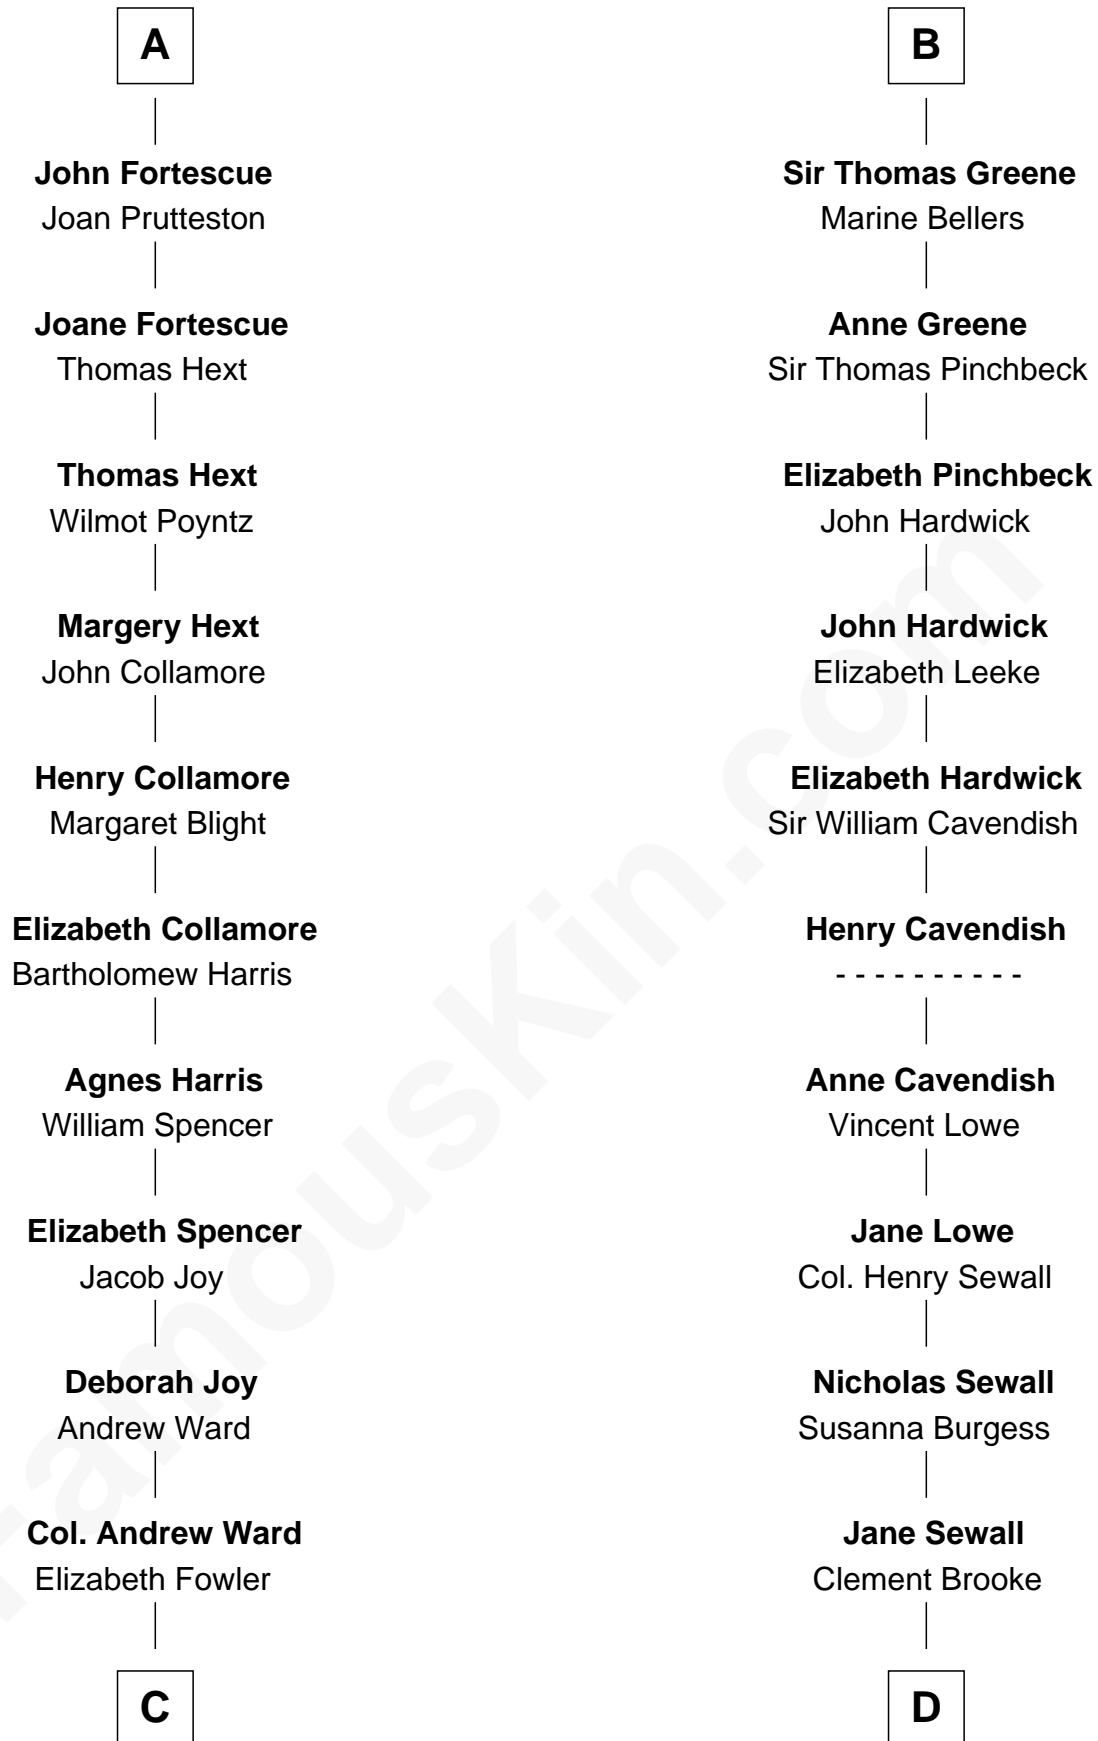 A
John Fortescue
Joan Prutteston
Joane Fortescue
Thomas Hext
Thomas Hext
Wilmot Poyntz
Margery Hext
John Collamore
Henry Collamore
Margaret Blight
Elizabeth Collamore
Bartholomew Harris
Agnes Harris
William Spencer
Elizabeth Spencer
Jacob Joy
Deborah Joy
Andrew Ward
Col. Andrew Ward
Elizabeth Fowler
C
B
Sir Thomas Greene
Marine Bellers
Anne Greene
Sir Thomas Pinchbeck
Elizabeth Pinchbeck
John Hardwick
John Hardwick
Elizabeth Leeke
Elizabeth Hardwick
Sir William Cavendish
Henry Cavendish
- - - - - - - - - -
Anne Cavendish
Vincent Lowe
Jane Lowe
Col. Henry Sewall
Nicholas Sewall
Susanna Burgess
Jane Sewall
Clement Brooke
D
FamousKin.com